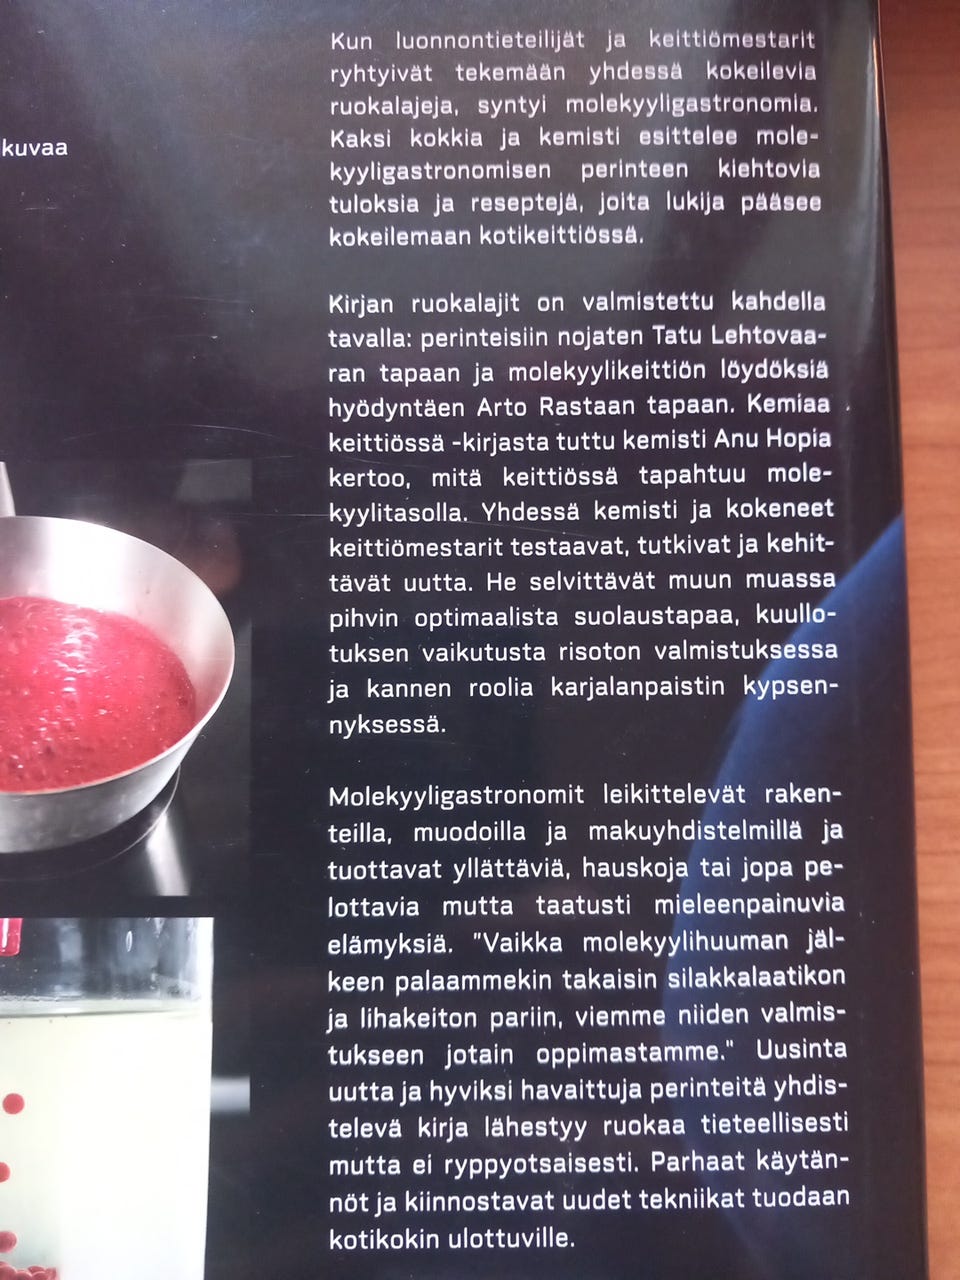 kuvaa
Kun luonnontieteilijät ja keittiömestarit
ryhtyivät tekemään yhdessä kokeilevia
ruokalajeja, syntyi molekyyligastronomia.
Kaksi kokkia ja kemisti esittelee mole-
kyyligastronomisen perinteen kiehtovia
tuloksia ja reseptejä, joita lukija pääsee
kokeilemaan kotikeittiössä.
Kirjan ruokalajit on valmistettu kahdella
tavalla: perinteisiin nojaten Tatu Lehtovaa-
ran tapaan ja molekyylikeittiön löydöksiä
hyödyntäen Arto Rastaan tapaan. Kemiaa
keittiössä -kirjasta tuttu kemisti Anu Hopia
kertoo, mitä keittiössä tapahtuu mole-
kyylitasolla. Yhdessä kemisti ja kokeneet
keittiömestarit testaavat, tutkivat ja kehit-
tävät uutta. He selvittävät muun muassa
pihvin optimaalista suolaustapaa, kuullo-
tuksen vaikutusta risoton valmistuksessa
ja kannen roolia karjalanpaistin kypsen-
nyksessä.
Molekyyligastronomit leikittelevät raken-
teilla, muodoilla ja makuyhdistelmillä ja
tuottavat yllättäviä, hauskoja tai jopa pe-
lottavia mutta taatusti mieleenpainuvia
elämyksiä. "Vaikka molekyylihuuman jäl-
keen palaammekin takaisin silakkalaatikon
ja lihakeiton pariin, viemme niiden valmis-
tukseen jotain oppimastamme." Uusinta
uutta ja hyviksi havaittuja perinteitä yhdis-
televä kirja lähestyy ruokaa tieteellisesti
mutta ei ryppyotsaisesti. Parhaat käytän-
nöt ja kiinnostavat uudet tekniikat tuodaan
kotikokin ulottuville.